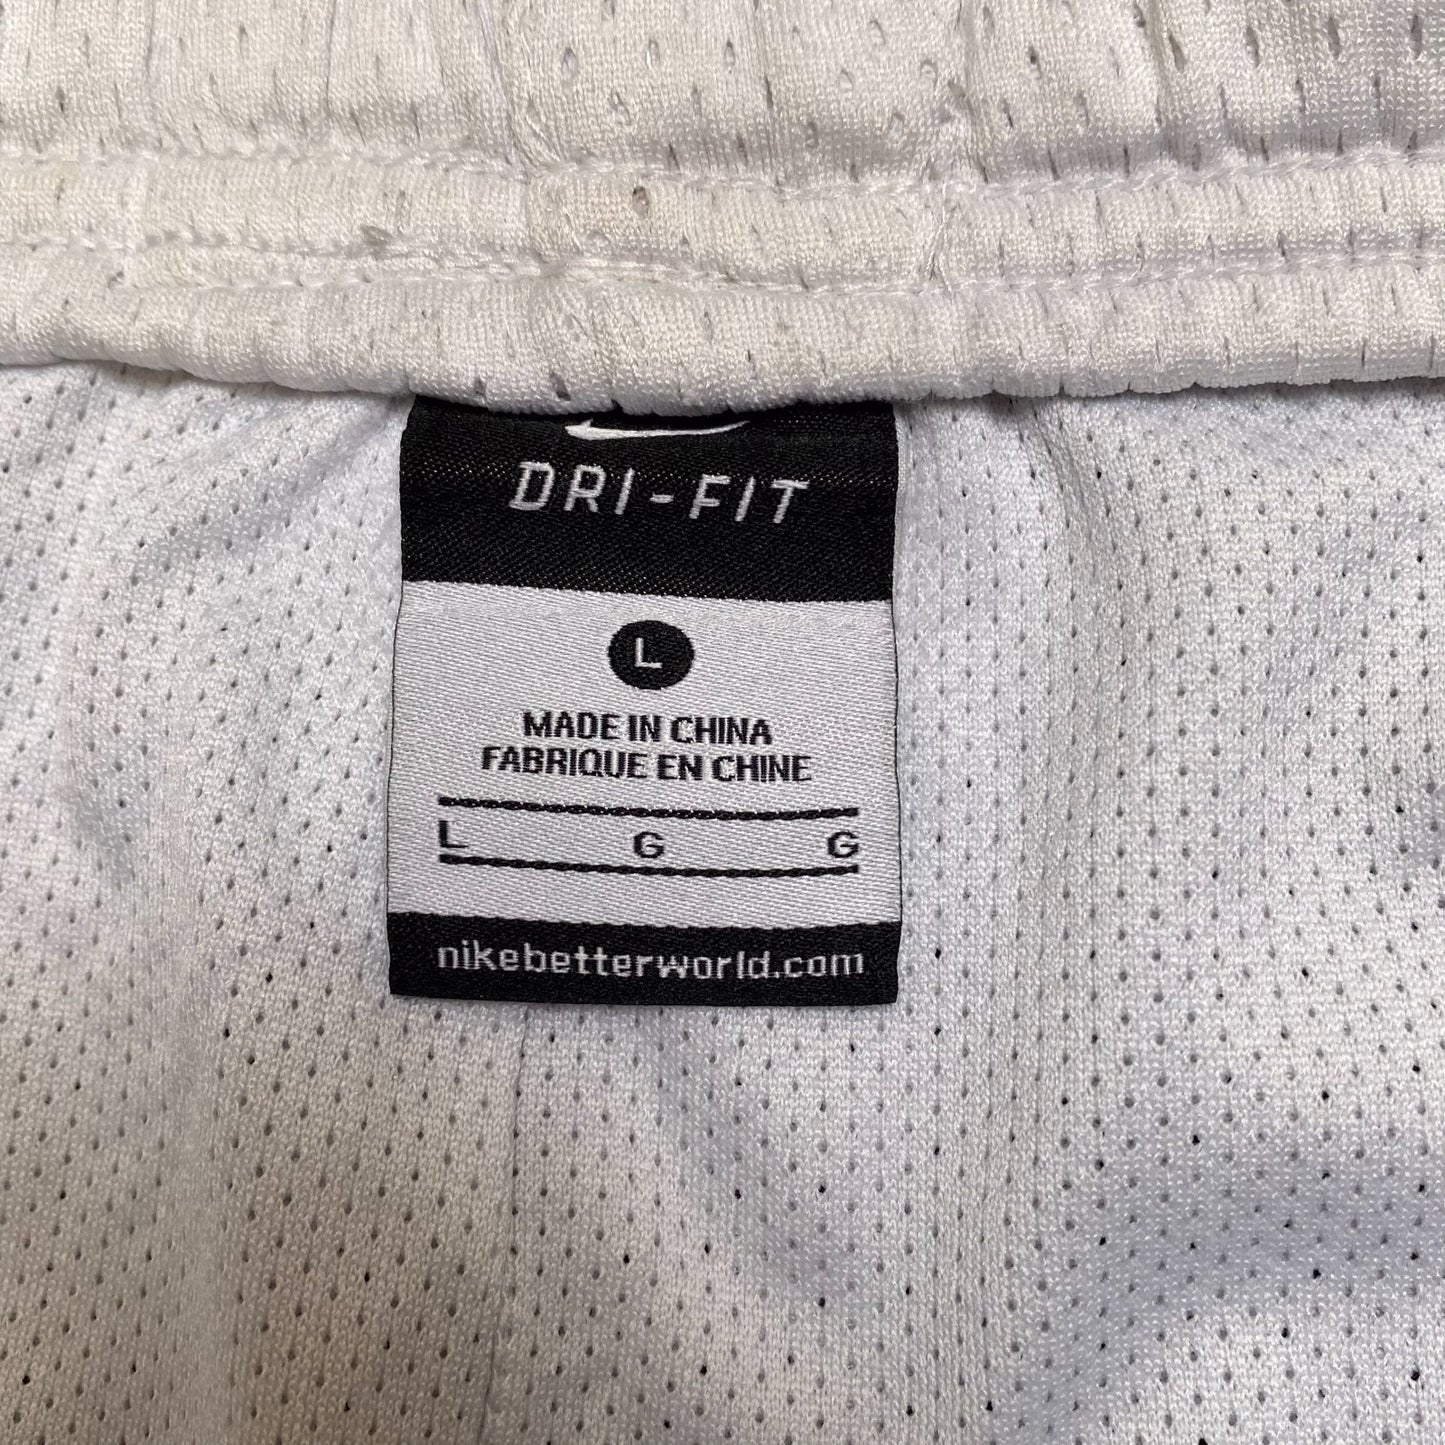 DRI-FIT
L
MADE IN CHINA
FABRIQUE EN CHINE
L G G
nikebetterworld.com